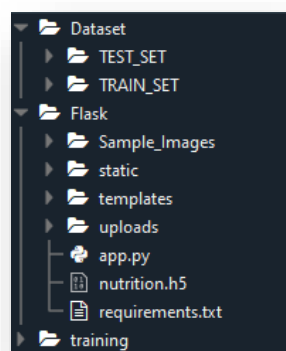 Dataset
TEST_SET
TRAIN_SET
Flask
Sample_Images
static
templates
uploads
app.py
nutrition.h5
requirements.txt
training